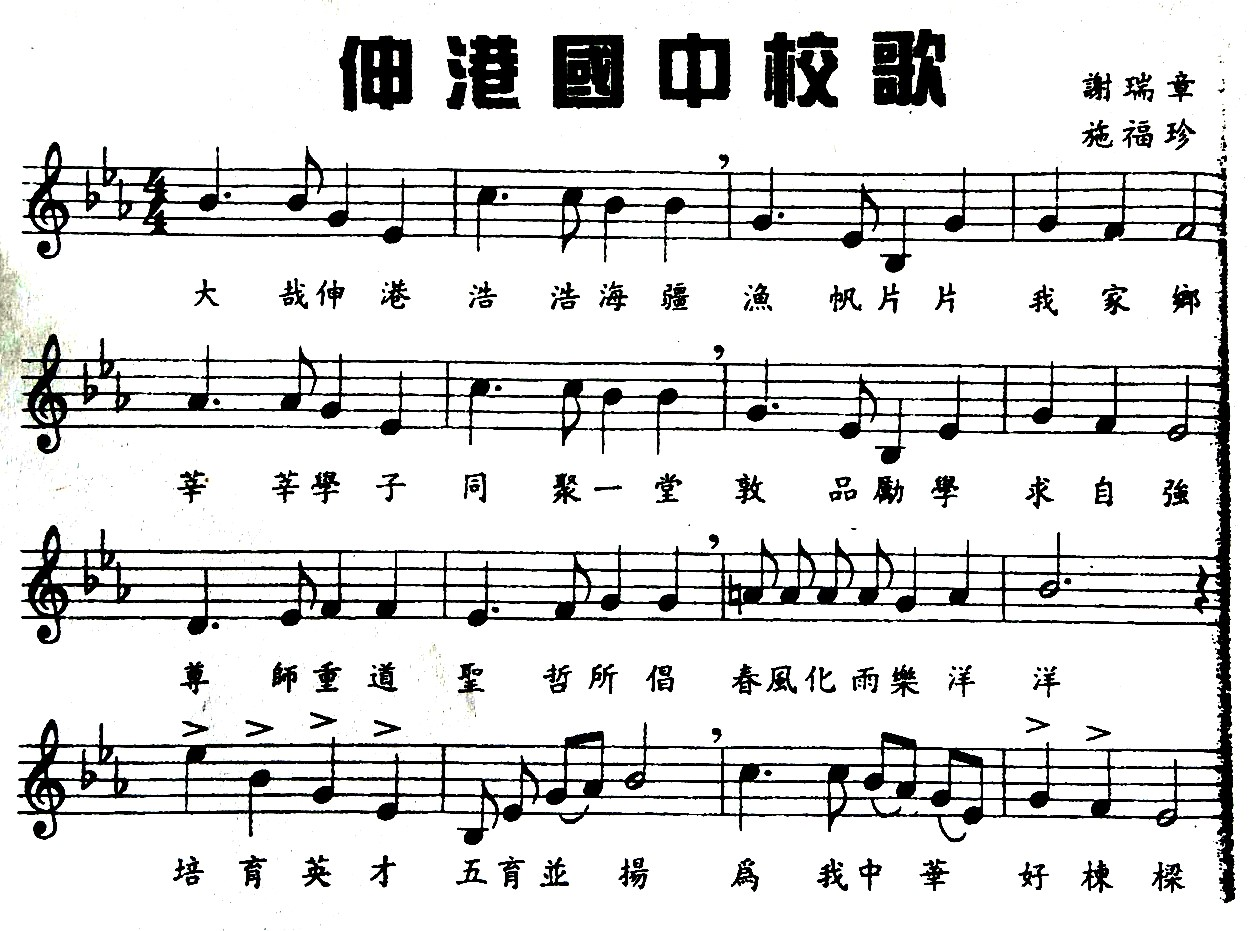 伸港國中校歌
謝瑞章
施福珍
4
4
大哉伸港浩浩海疆漁帆片片我家鄉
莘莘學子同聚一堂敦品勵學求自強
尊師重道聖哲所倡春風化雨樂洋洋
培育英才五育並揚為我中華好棟樑